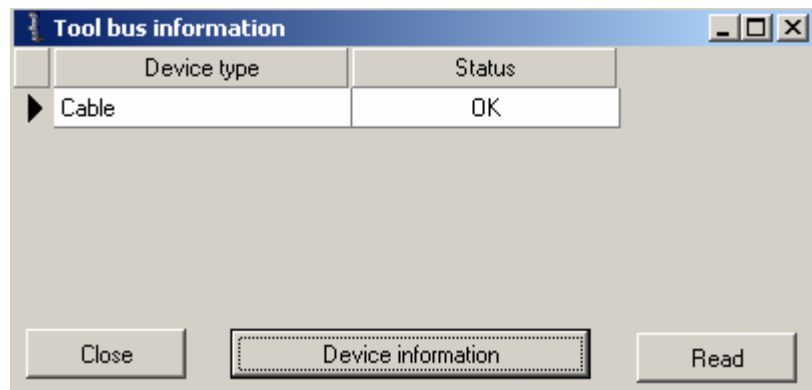 Tool bus information
Device type Status
Cable OK
Close Device information Read